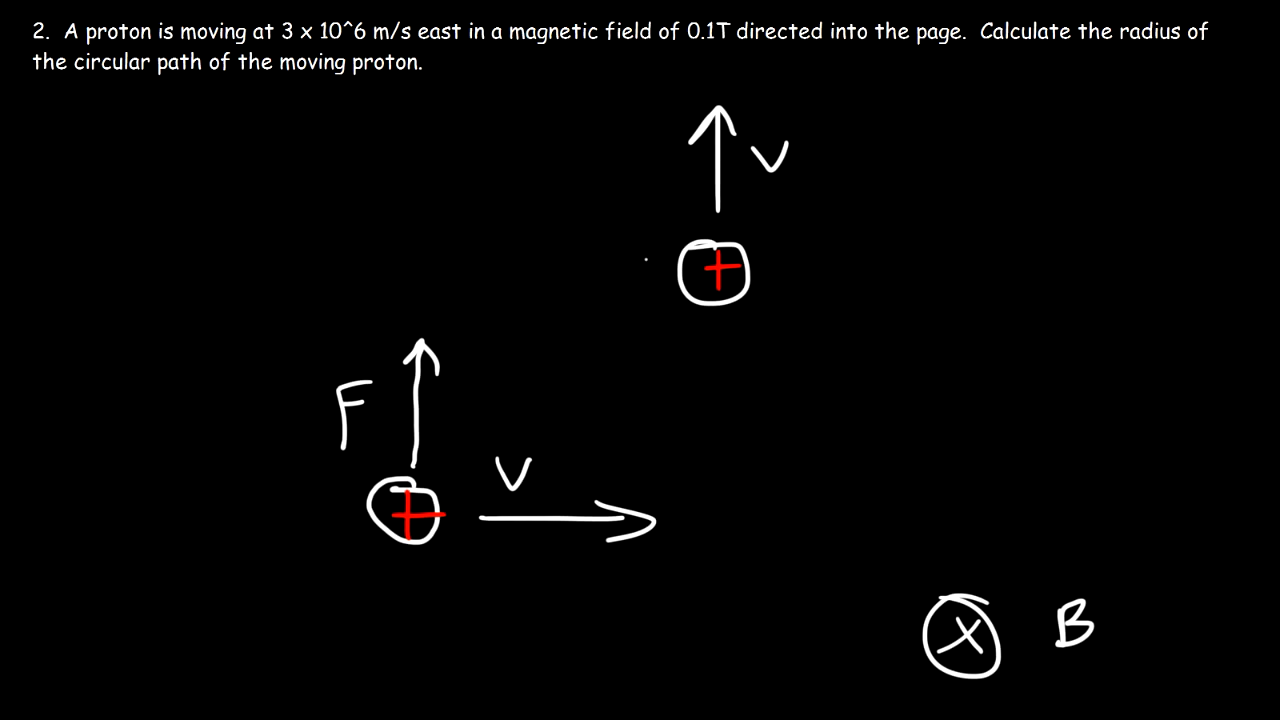 2. A proton is moving at 3 x 10^6 m/s east in a magnetic field of 0.1T directed into the page. Calculate the radius of
the circular path of the moving proton.
V
+
F
V
+
X B